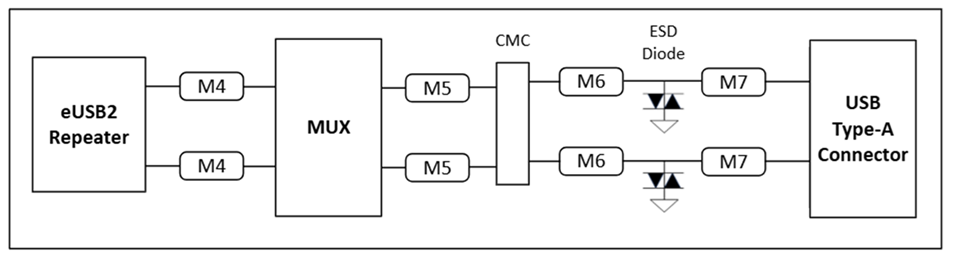 CMC
ESD
Diode
M4
M5
M6
M7
eUSB2
Repeater
MUX
USB
Type-A
Connector
M4
M5
M6
M7